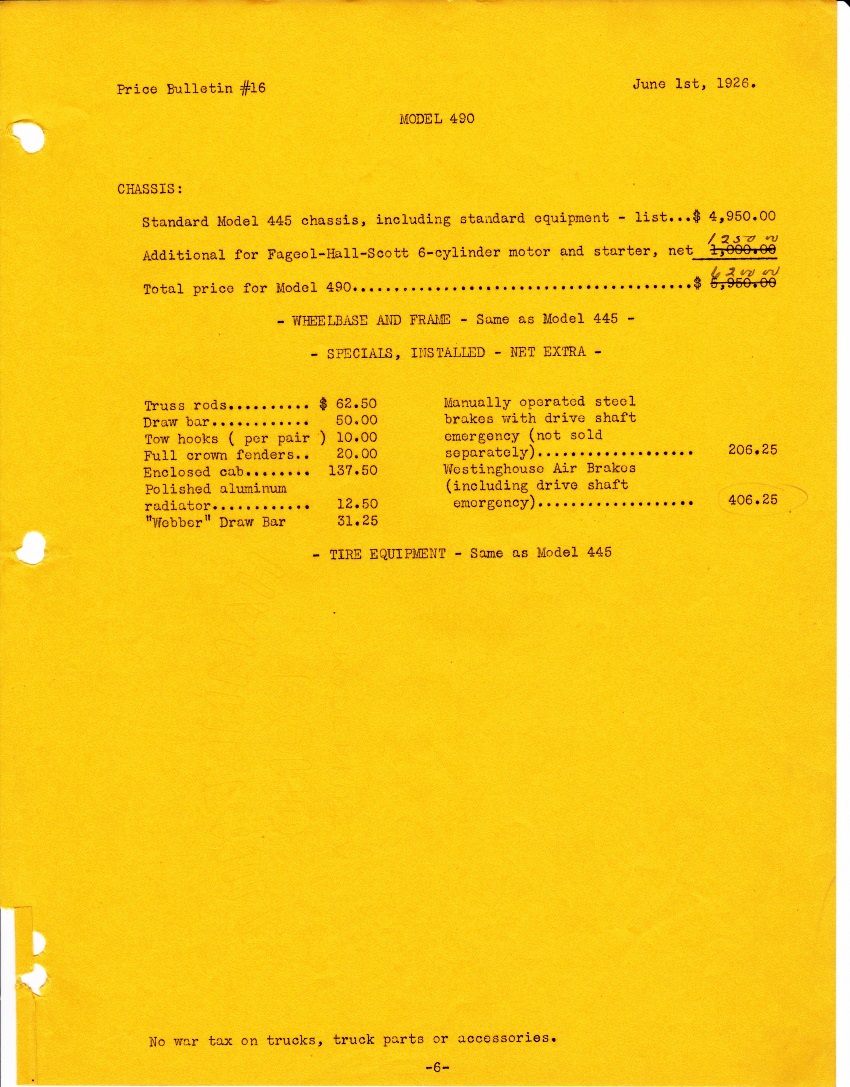 Price Bulletin #16 June 1st, 1926.
MODEL 490
CHASSIS:
Standard Model 445 chassis, including standard equipment - list...$ 4,950.00
1250 00
Additional for Fageol-Hall-Scott 6-cylinder motor and starter, net 1,000.00
6200 00
Total price for Model 490.........................................$ 5,950.00
- WHEELBASE AND FRAME - Same as Model 445 -
- SPECIALS, INSTALLED - NET EXTRA -
Truss rods.......... $ 62.50
Draw bar............ 50.00
Tow hooks ( per pair ) 10.00
Full crown fenders.. 20.00
Enclosed cab........ 137.50
Polished aluminum
radiator............ 12.50
"Webber" Draw Bar 31.25
Manually operated steel
brakes with drive shaft
emergency (not sold
separately)................... 206.25
Westinghouse Air Brakes
(including drive shaft
emergency)................... 406.25
- TIRE EQUIPMENT - Same as Model 445
No war tax on trucks, truck parts or accessories.
-6-